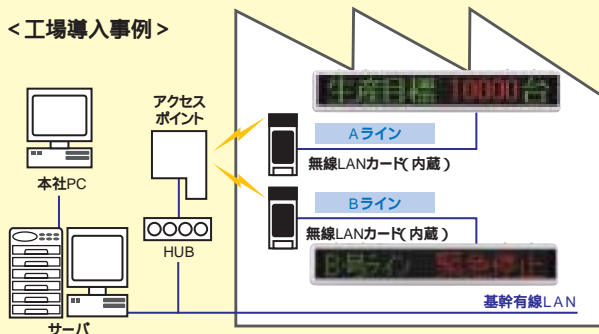 <工場導入事例>
生産目標 10000台
アクセス
ポイント
Aライン
無線LANカード(内蔵)
本社PC
Bライン
無線LANカード(内蔵)
HUB
B号ライン 緊急停止
基幹有線LAN
サーバ